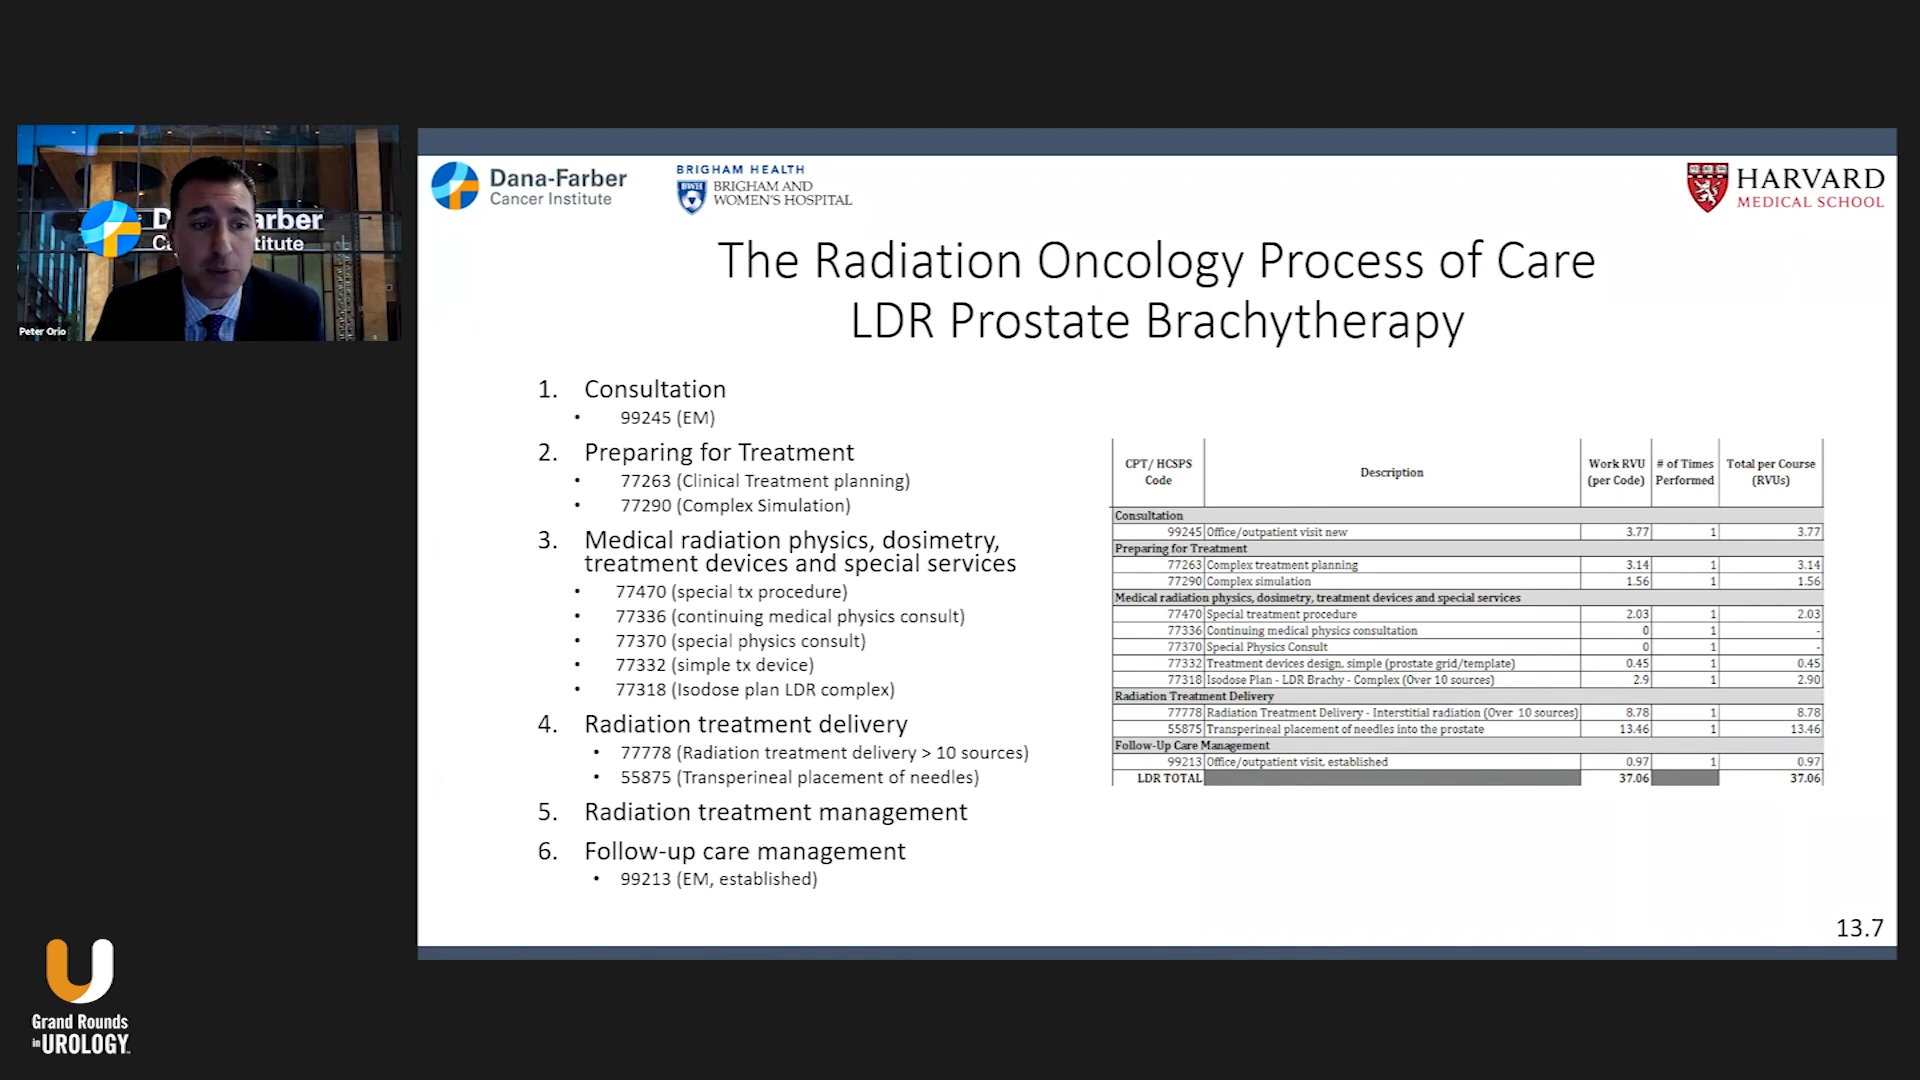 Dana-Farber
Cancer Institute
BRIGHAM HEALTH
BWH
BRIGHAM AND
WOMEN'S HOSPITAL
HARVARD
MEDICAL SCHOOL
Peter Orio
The Radiation Oncology Process of Care
LDR Prostate Brachytherapy
1. Consultation
• 99245 (EM)
2. Preparing for Treatment
• 77263 (Clinical Treatment planning)
• 77290 (Complex Simulation)
3. Medical radiation physics, dosimetry,
treatment devices and special services
• 77470 (special tx procedure)
• 77336 (continuing medical physics consult)
• 77370 (special physics consult)
• 77332 (simple tx device)
• 77318 (Isodose plan LDR complex)
4. Radiation treatment delivery
• 77778 (Radiation treatment delivery > 10 sources)
• 55875 (Transperineal placement of needles)
5. Radiation treatment management
6. Follow-up care management
• 99213 (EM, established)
CPT/ HCSPS Code Description Work RVU (per Code) # of Times Performed Total per Course (RVUs)
Consultation
99245 Office/outpatient visit new 3.77 1 3.77
Preparing for Treatment
77263 Complex treatment planning 3.14 1 3.14
77290 Complex simulation 1.56 1 1.56
Medical radiation physics, dosimetry, treatment devices and special services
77470 Special treatment procedure 2.03 1 2.03
77336 Continuing medical physics consultation 0 1 -
77370 Special Physics Consult 0 1 -
77332 Treatment devices design, simple (prostate grid/template) 0.45 1 0.45
77318 Isodose Plan - LDR Brachy - Complex (Over 10 sources) 2.9 1 2.90
Radiation Treatment Delivery
77778 Radiation Treatment Delivery - Interstitial radiation (Over 10 sources) 8.78 1 8.78
55875 Transperineal placement of needles into the prostate 13.46 1 13.46
Follow-Up Care Management
99213 Office/outpatient visit, established 0.97 1 0.97
LDR TOTAL 37.06 37.06
13.7
Grand Rounds
in UROLOGY